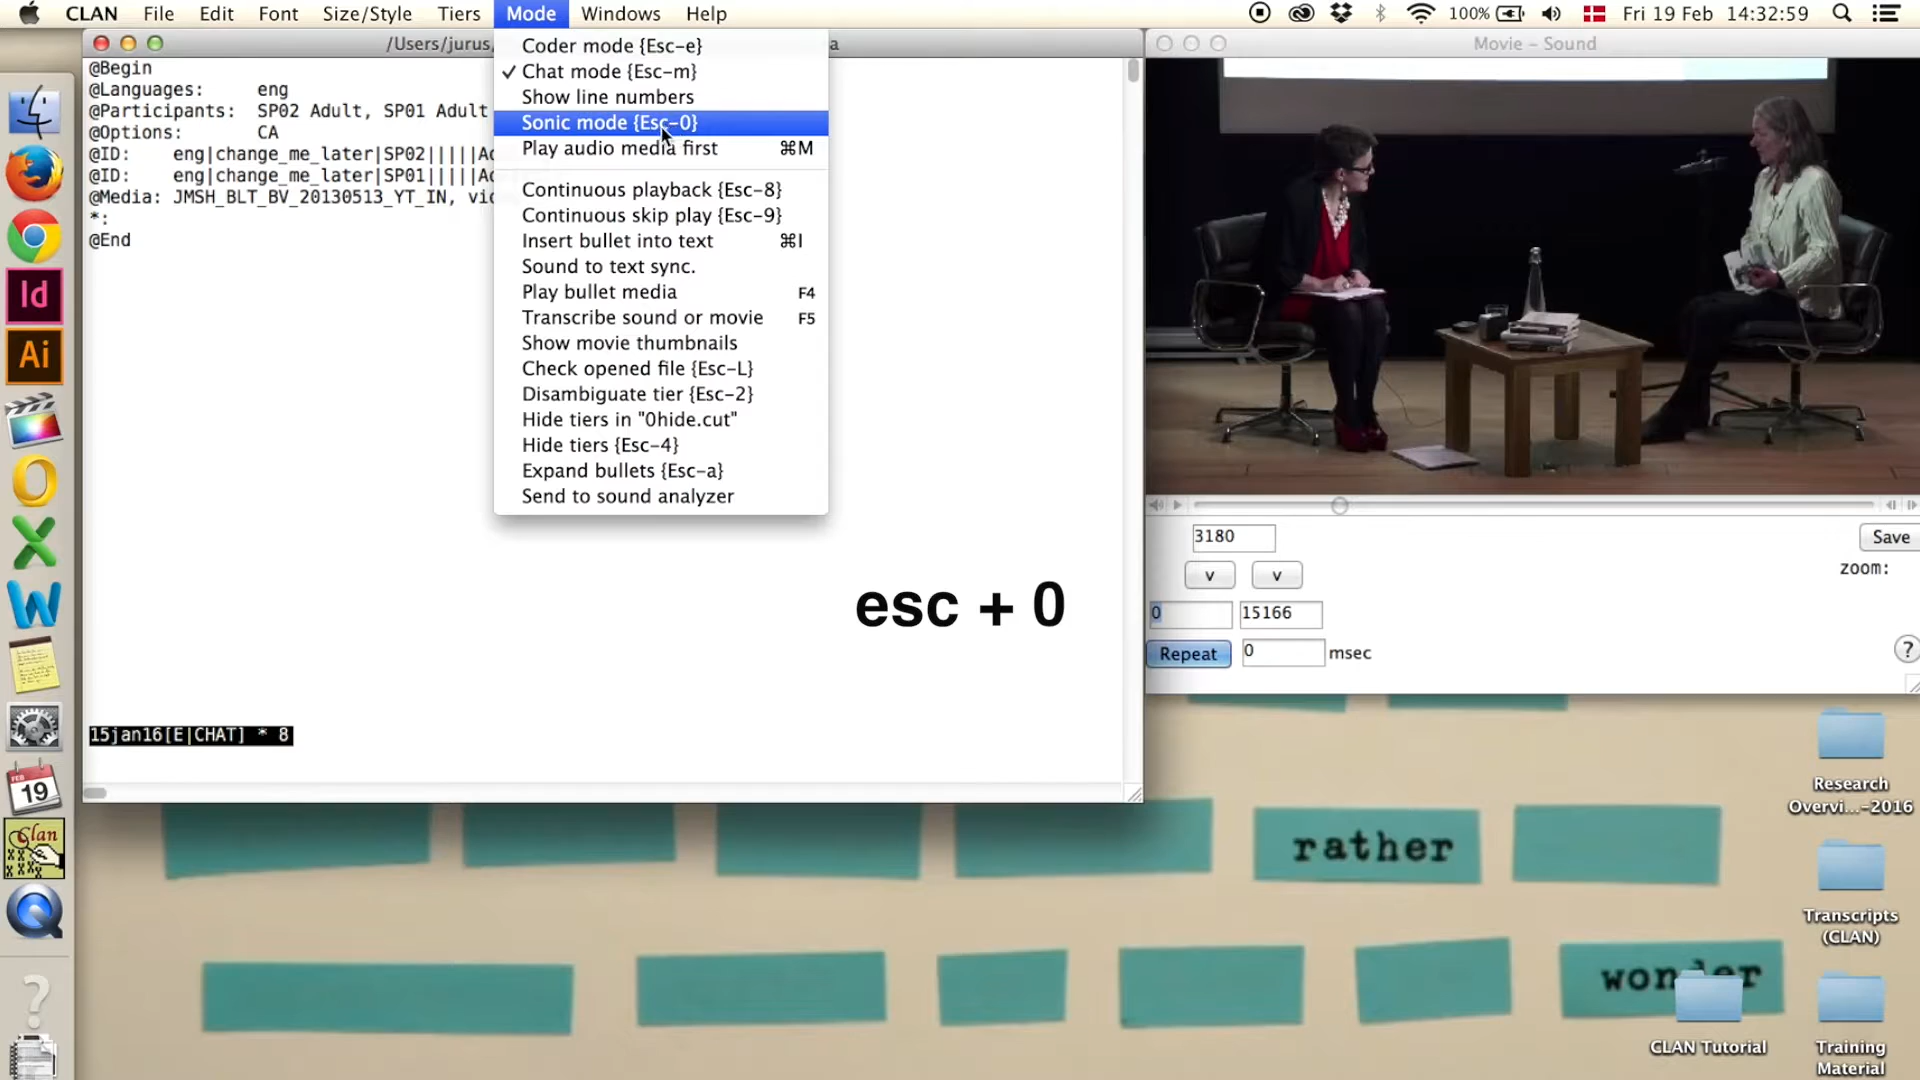 CLAN File Edit Font Size/Style Tiers Mode Windows Help 100% Fri 19 Feb 14:32:59
/Users/jurus, a
@Begin
@Languages: eng
@Participants: SP02 Adult, SP01 Adult
@Options: CA
@ID: eng|change_me_later|SP02|||||A
@ID: eng|change_me_later|SP01|||||A
@Media: JMSH_BLT_BV_20130513_YT_IN, vi
*:
@End
Coder mode {Esc-e}
✓ Chat mode {Esc-m}
Show line numbers
Sonic mode {Esc-0}
Play audio media first ⌘M
Continuous playback {Esc-8}
Continuous skip play {Esc-9}
Insert bullet into text ⌘I
Sound to text sync.
Play bullet media F4
Transcribe sound or movie F5
Show movie thumbnails
Check opened file {Esc-L}
Disambiguate tier {Esc-2}
Hide tiers in "0hide.cut"
Hide tiers {Esc-4}
Expand bullets {Esc-a}
Send to sound analyzer
esc + 0
15jan16[E|CHAT] * 8
Movie - Sound
3180
Save
v v
zoom:
0 15166
Repeat 0 msec
?
Id
Ai
FEB
19
Clan
rather
wonder
Research
Overvi...-2016
Transcripts
(CLAN)
CLAN Tutorial
Training
Material